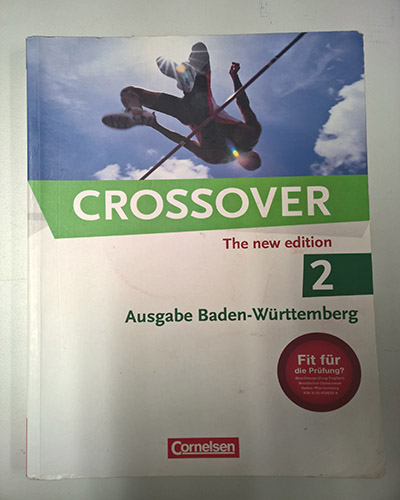 CROSSOVER
The new edition
2
Ausgabe Baden-Württemberg
Fit für
die Prüfung?
Cornelsen